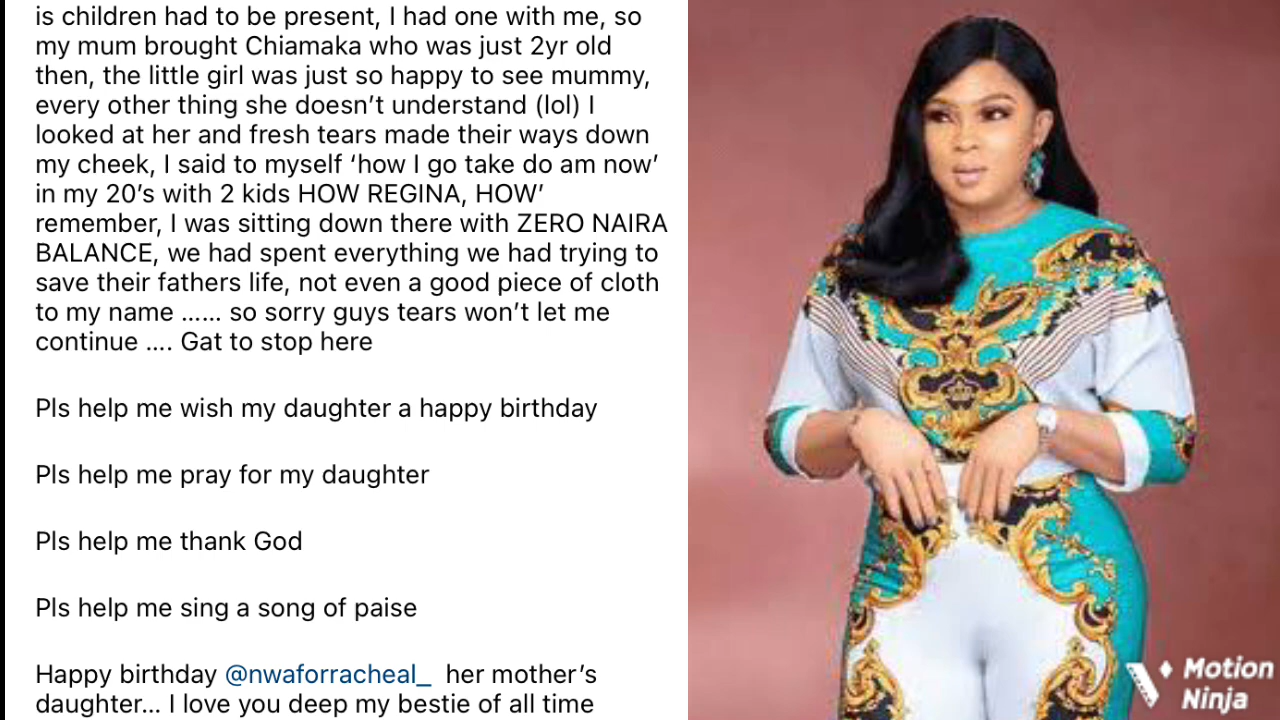 is children had to be present, I had one with me, so
my mum brought Chiamaka who was just 2yr old
then, the little girl was just so happy to see mummy,
every other thing she doesn’t understand (lol) I
looked at her and fresh tears made their ways down
my cheek, I said to myself ‘how I go take do am now’
in my 20’s with 2 kids HOW REGINA, HOW’
remember, I was sitting down there with ZERO NAIRA
BALANCE, we had spent everything we had trying to
save their fathers life, not even a good piece of cloth
to my name …… so sorry guys tears won’t let me
continue …. Gat to stop here
Pls help me wish my daughter a happy birthday
Pls help me pray for my daughter
Pls help me thank God
Pls help me sing a song of paise
Happy birthday @nwaforracheal_ her mother’s
daughter… I love you deep my bestie of all time
Motion
Ninja